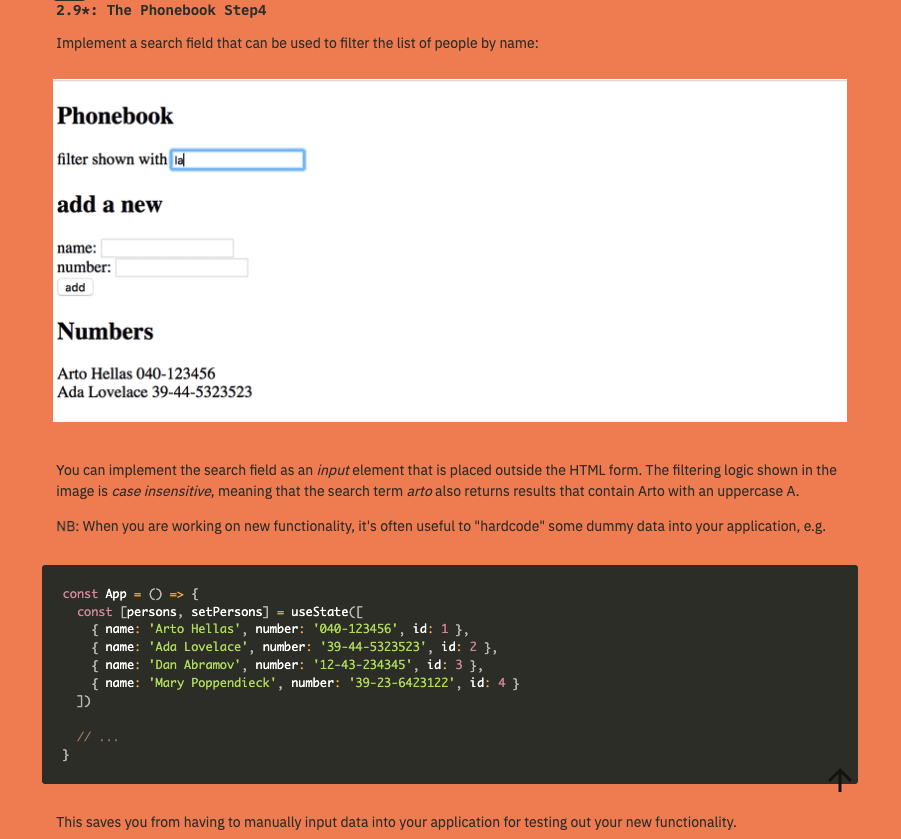 2.9*: The Phonebook Step4
Implement a search field that can be used to filter the list of people by name:
Phonebook
filter shown with la
add a new
name:
number:
add
Numbers
Arto Hellas 040-123456
Ada Lovelace 39-44-5323523
You can implement the search field as an input element that is placed outside the HTML form. The filtering logic shown in the
image is case insensitive, meaning that the search term arto also returns results that contain Arto with an uppercase A.
NB: When you are working on new functionality, it's often useful to "hardcode" some dummy data into your application, e.g.
const App = () => {
  const [persons, setPersons] = useState([
    { name: 'Arto Hellas', number: '040-123456', id: 1 },
    { name: 'Ada Lovelace', number: '39-44-5323523', id: 2 },
    { name: 'Dan Abramov', number: '12-43-234345', id: 3 },
    { name: 'Mary Poppendieck', number: '39-23-6423122', id: 4 }
  ])
  // ...
}
This saves you from having to manually input data into your application for testing out your new functionality.